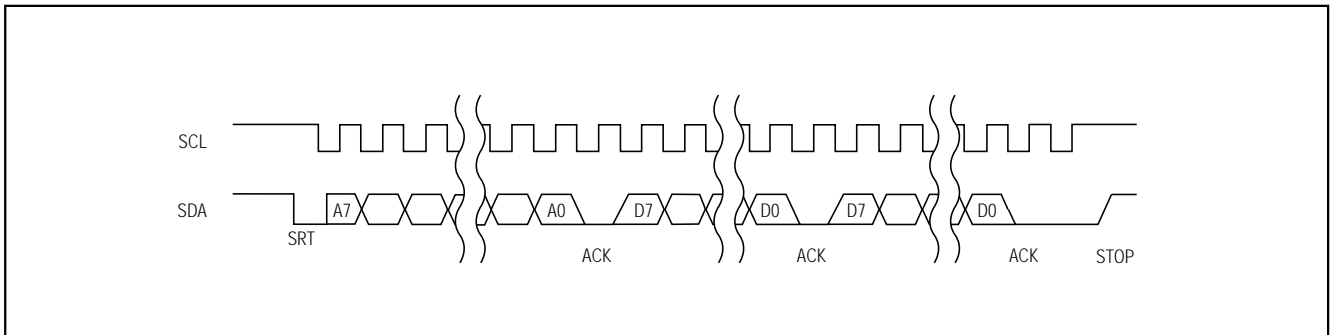 SCL
SDA A7 A0 D7 D0 D7 D0
SRT ACK ACK ACK STOP